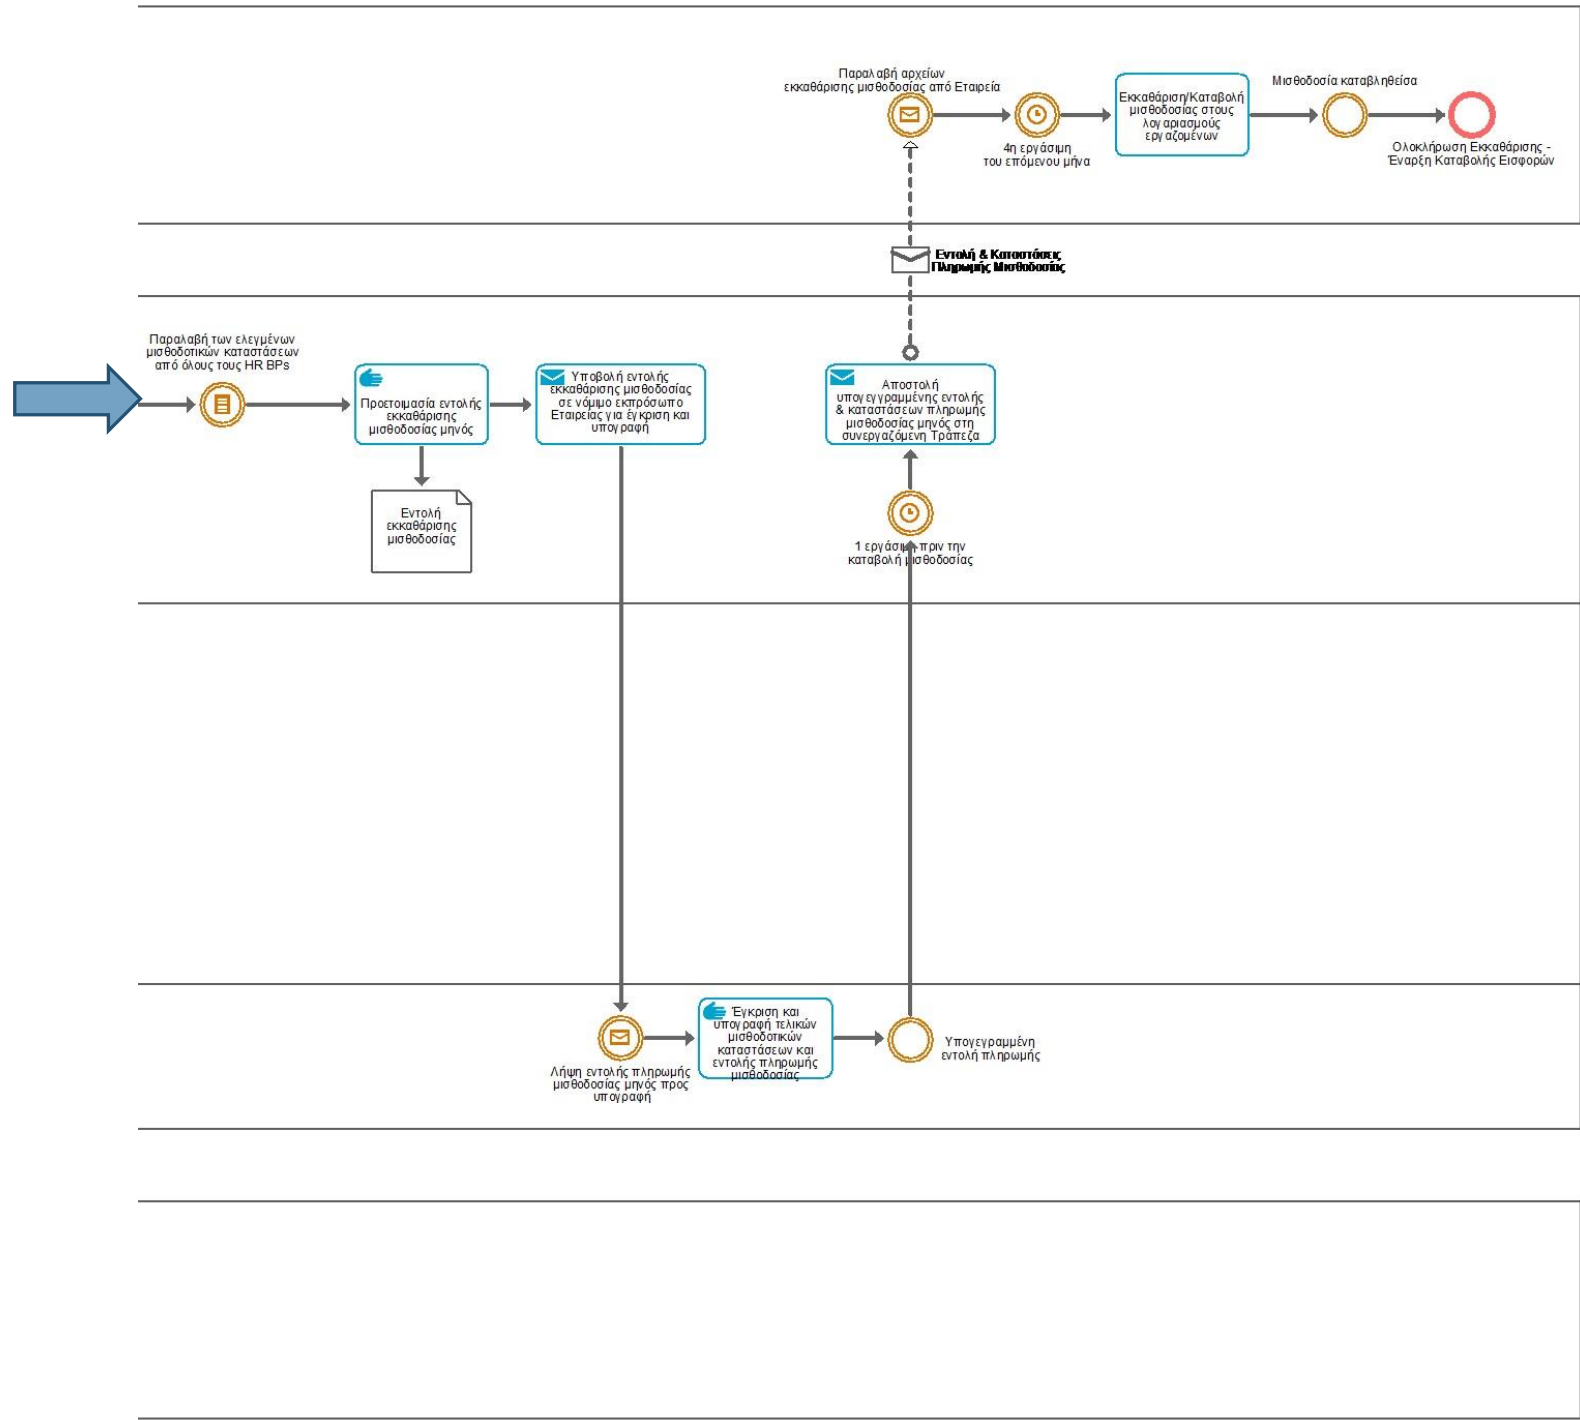 Παραλαβή αρχείων
εκκαθάρισης μισθοδοσίας από Εταιρεία
4η εργάσιμη
του επόμενου μήνα
Εκκαθάριση/Καταβολή
μισθοδοσίας στους
λογαριασμούς
εργαζομένων
Μισθοδοσία καταβληθείσα
Ολοκλήρωση Εκκαθάρισης -
Έναρξη Καταβολής Εισφορών
Εντολή & Καταστάσεις
Πληρωμής Μισθοδοσίας
Παραλαβή των ελεγμένων
μισθοδοτικών καταστάσεων
από όλους τους HR BPs
Προετοιμασία εντολής
εκκαθάρισης
μισθοδοσίας μηνός
Υποβολή εντολής
εκκαθάρισης μισθοδοσίας
σε νόμιμο εκπρόσωπο
Εταιρείας για έγκριση και
υπογραφή
Αποστολή
υπογεγραμμένης εντολής
& καταστάσεων πληρωμής
μισθοδοσίας μηνός στη
συνεργαζόμενη Τράπεζα
Εντολή
εκκαθάρισης
μισθοδοσίας
1 εργάσιμη πριν την
καταβολή μισθοδοσίας
Λήψη εντολής πληρωμής
μισθοδοσίας μηνός προς
υπογραφή
Έγκριση και
υπογραφή τελικών
μισθοδοτικών
καταστάσεων και
εντολής πληρωμής
μισθοδοσίας
Υπογεγραμμένη
εντολή πληρωμής